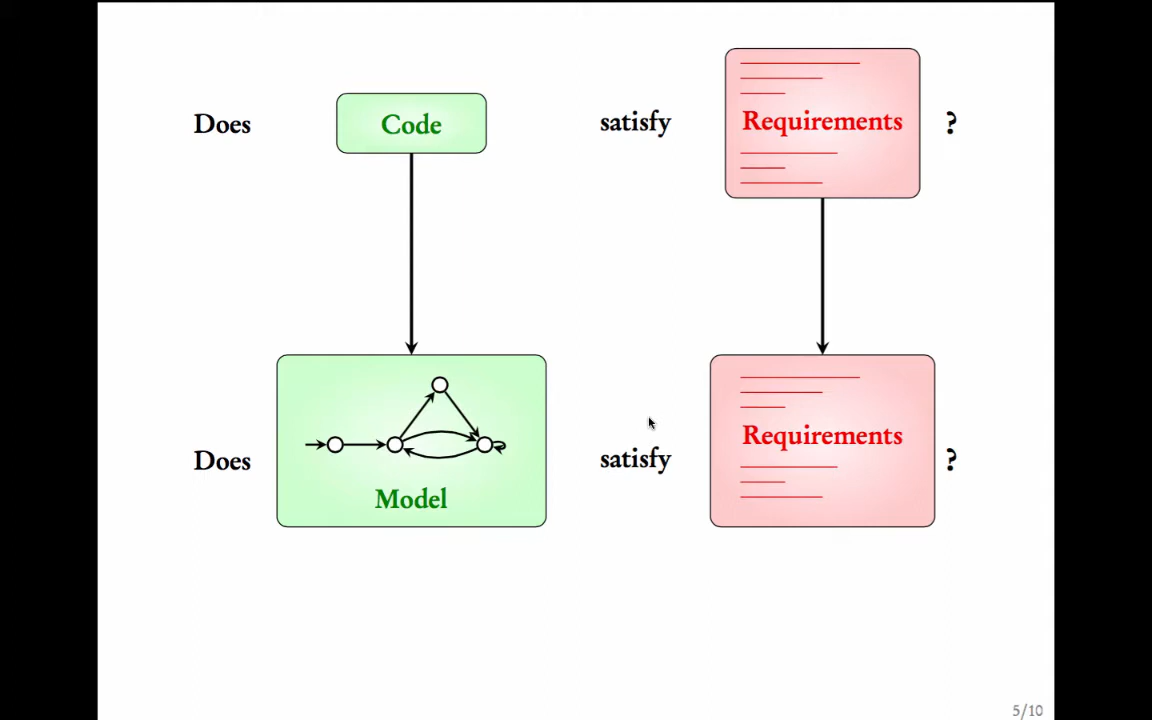 Does Code satisfy Requirements ?
Does Model satisfy Requirements ?
5/10